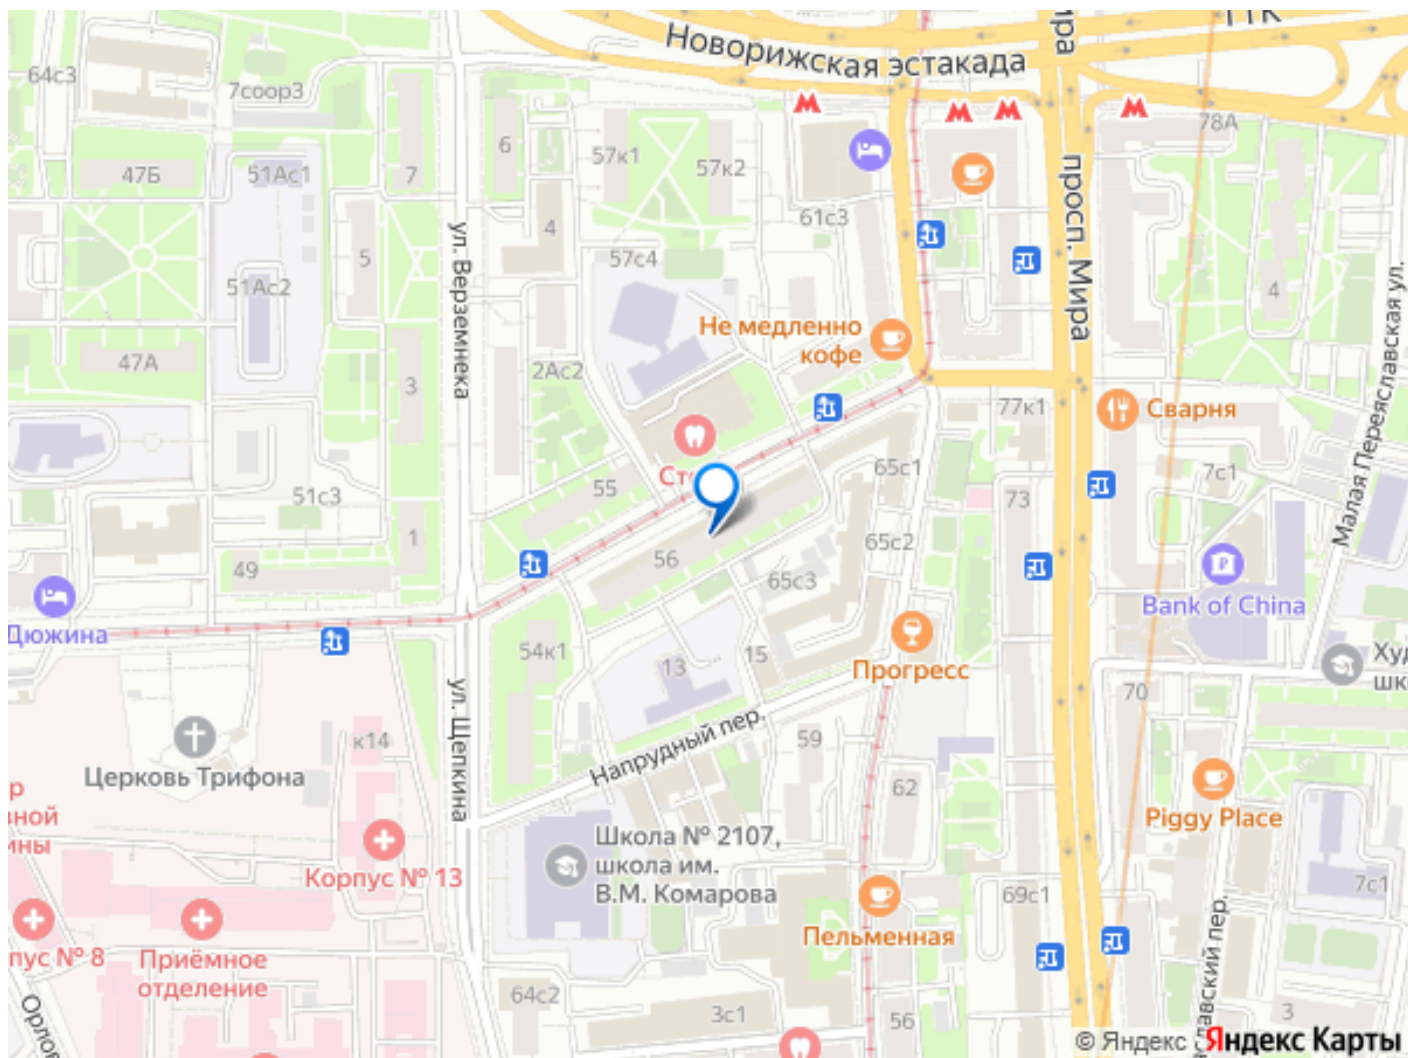 ТТК
Новорижская эстакада
64с3
7соор3
78А
6
57к1
57к2
47Б
51Ас1
7
просп. Мира
61с3
4
ул. Верземнека
5
57с4
51Ас2
4
Не медленно
кофе
47А
2Ас2
3
77к1
Сварня
Малая Переяславская ул.
65с1
7с1
55
51с3
73
1
65с2
56
49
65с3
Bank of China
Дюжина
54к1
13
15
Прогресс
70
ул. Щепкина
Напрудный пер.
к14
59
Церковь Трифона
62
Piggy Place
Школа № 2107,
школа им.
В.М. Комарова
Корпус № 13
7с1
69с1
Пельменная
Приёмное
отделение
64с2
3с1
56
3
© Яндекс
Яндекс Карты